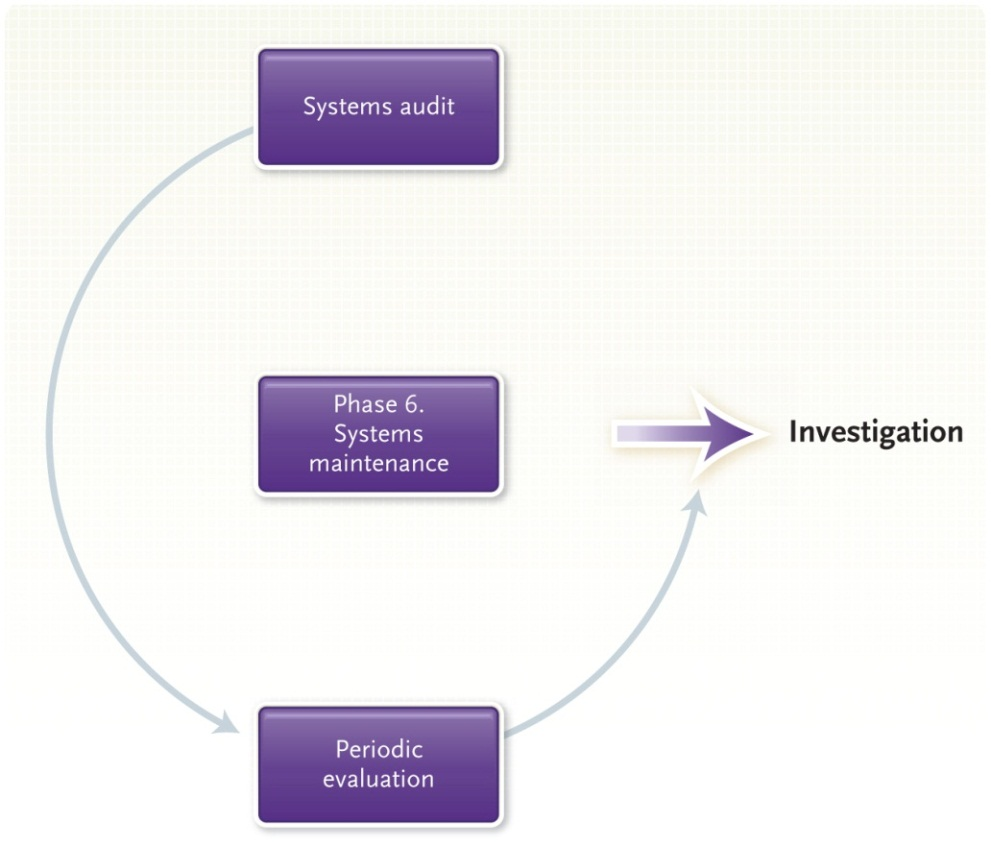 Systems audit
Phase 6.
Systems
maintenance
Investigation
Periodic
evaluation